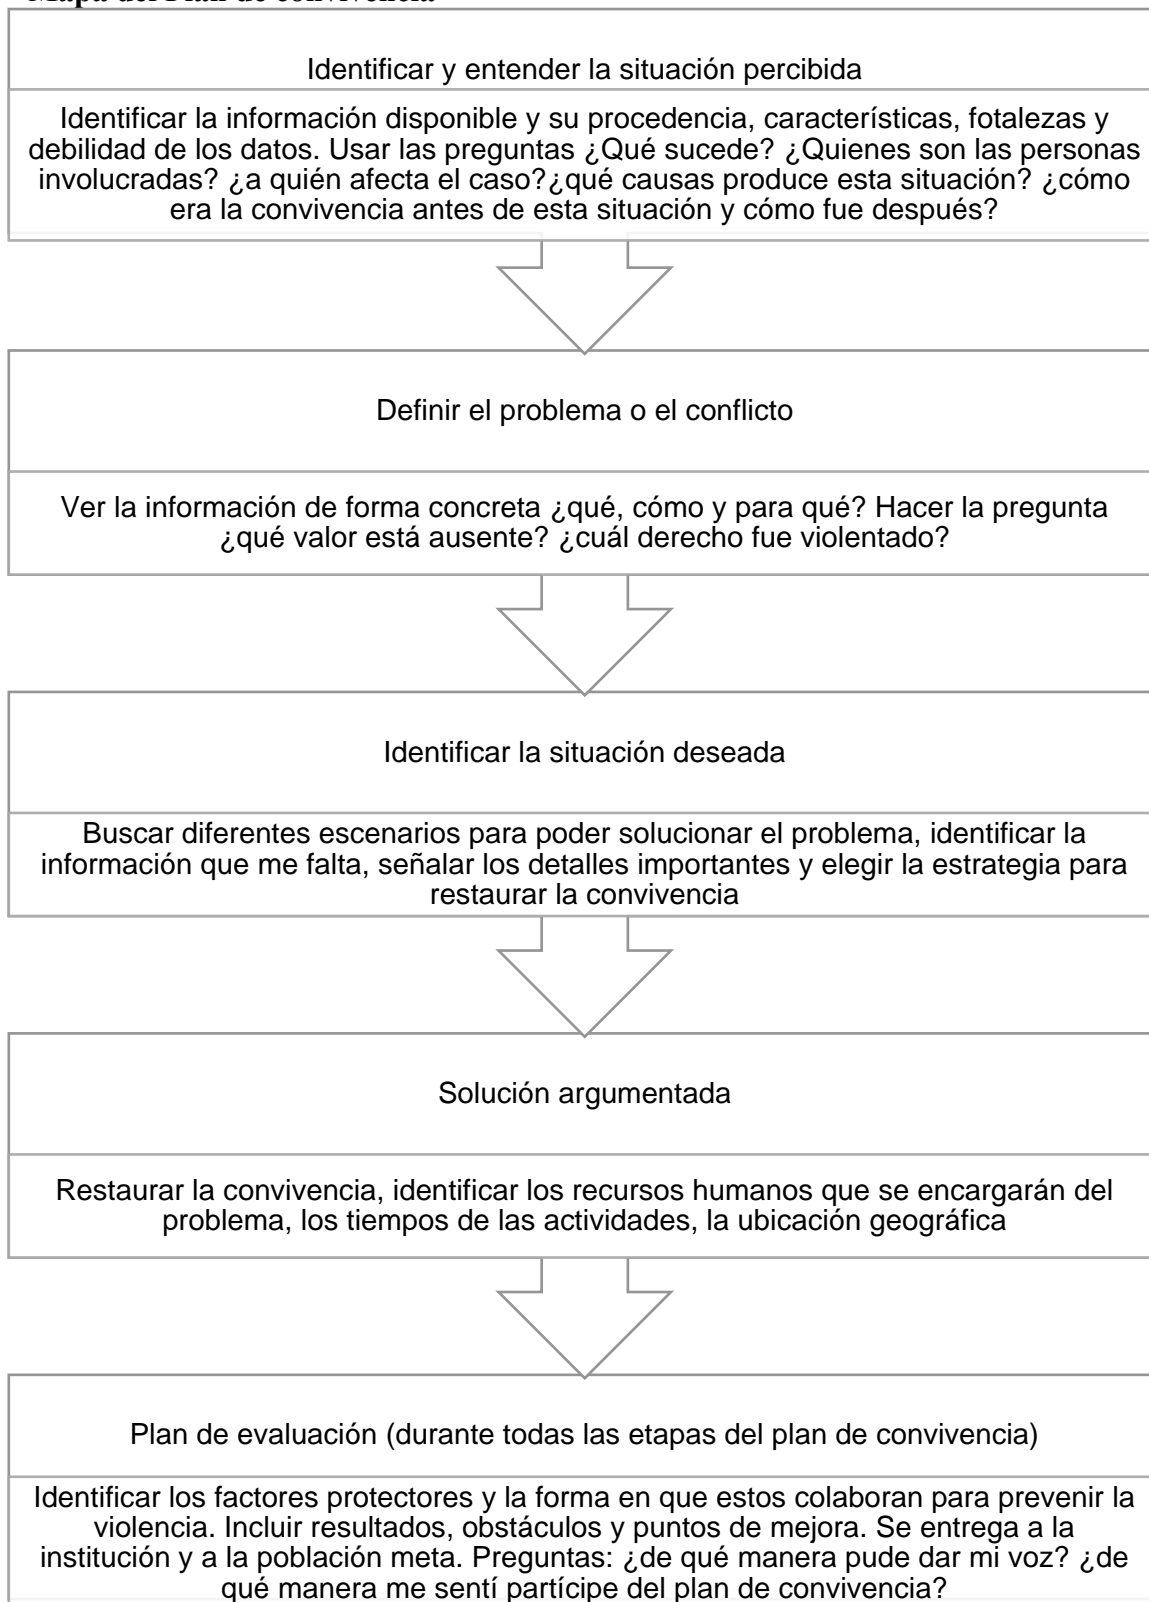 Mapa del Plan de convivencia
Identificar y entender la situación percibida
Identificar la información disponible y su procedencia, características, fotalezas y
debilidad de los datos. Usar las preguntas ¿Qué sucede? ¿Quienes son las personas
involucradas? ¿a quién afecta el caso?¿qué causas produce esta situación? ¿cómo
era la convivencia antes de esta situación y cómo fue después?
Definir el problema o el conflicto
Ver la información de forma concreta ¿qué, cómo y para qué? Hacer la pregunta
¿qué valor está ausente? ¿cuál derecho fue violentado?
Identificar la situación deseada
Buscar diferentes escenarios para poder solucionar el problema, identificar la
información que me falta, señalar los detalles importantes y elegir la estrategia para
restaurar la convivencia
Solución argumentada
Restaurar la convivencia, identificar los recursos humanos que se encargarán del
problema, los tiempos de las actividades, la ubicación geográfica
Plan de evaluación (durante todas las etapas del plan de convivencia)
Identificar los factores protectores y la forma en que estos colaboran para prevenir la
violencia. Incluir resultados, obstáculos y puntos de mejora. Se entrega a la
institución y a la población meta. Preguntas: ¿de qué manera pude dar mi voz? ¿de
qué manera me sentí partícipe del plan de convivencia?